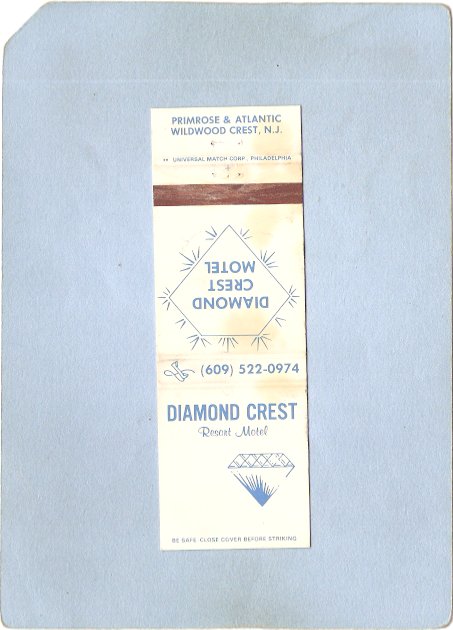 PRIMROSE & ATLANTIC
WILDWOOD CREST, N.J.
UNIVERSAL MATCH CORP., PHILADELPHIA
DIAMOND
CREST
MOTEL
(609) 522-0974
DIAMOND CREST
Resort Motel
BE SAFE CLOSE COVER BEFORE STRIKING